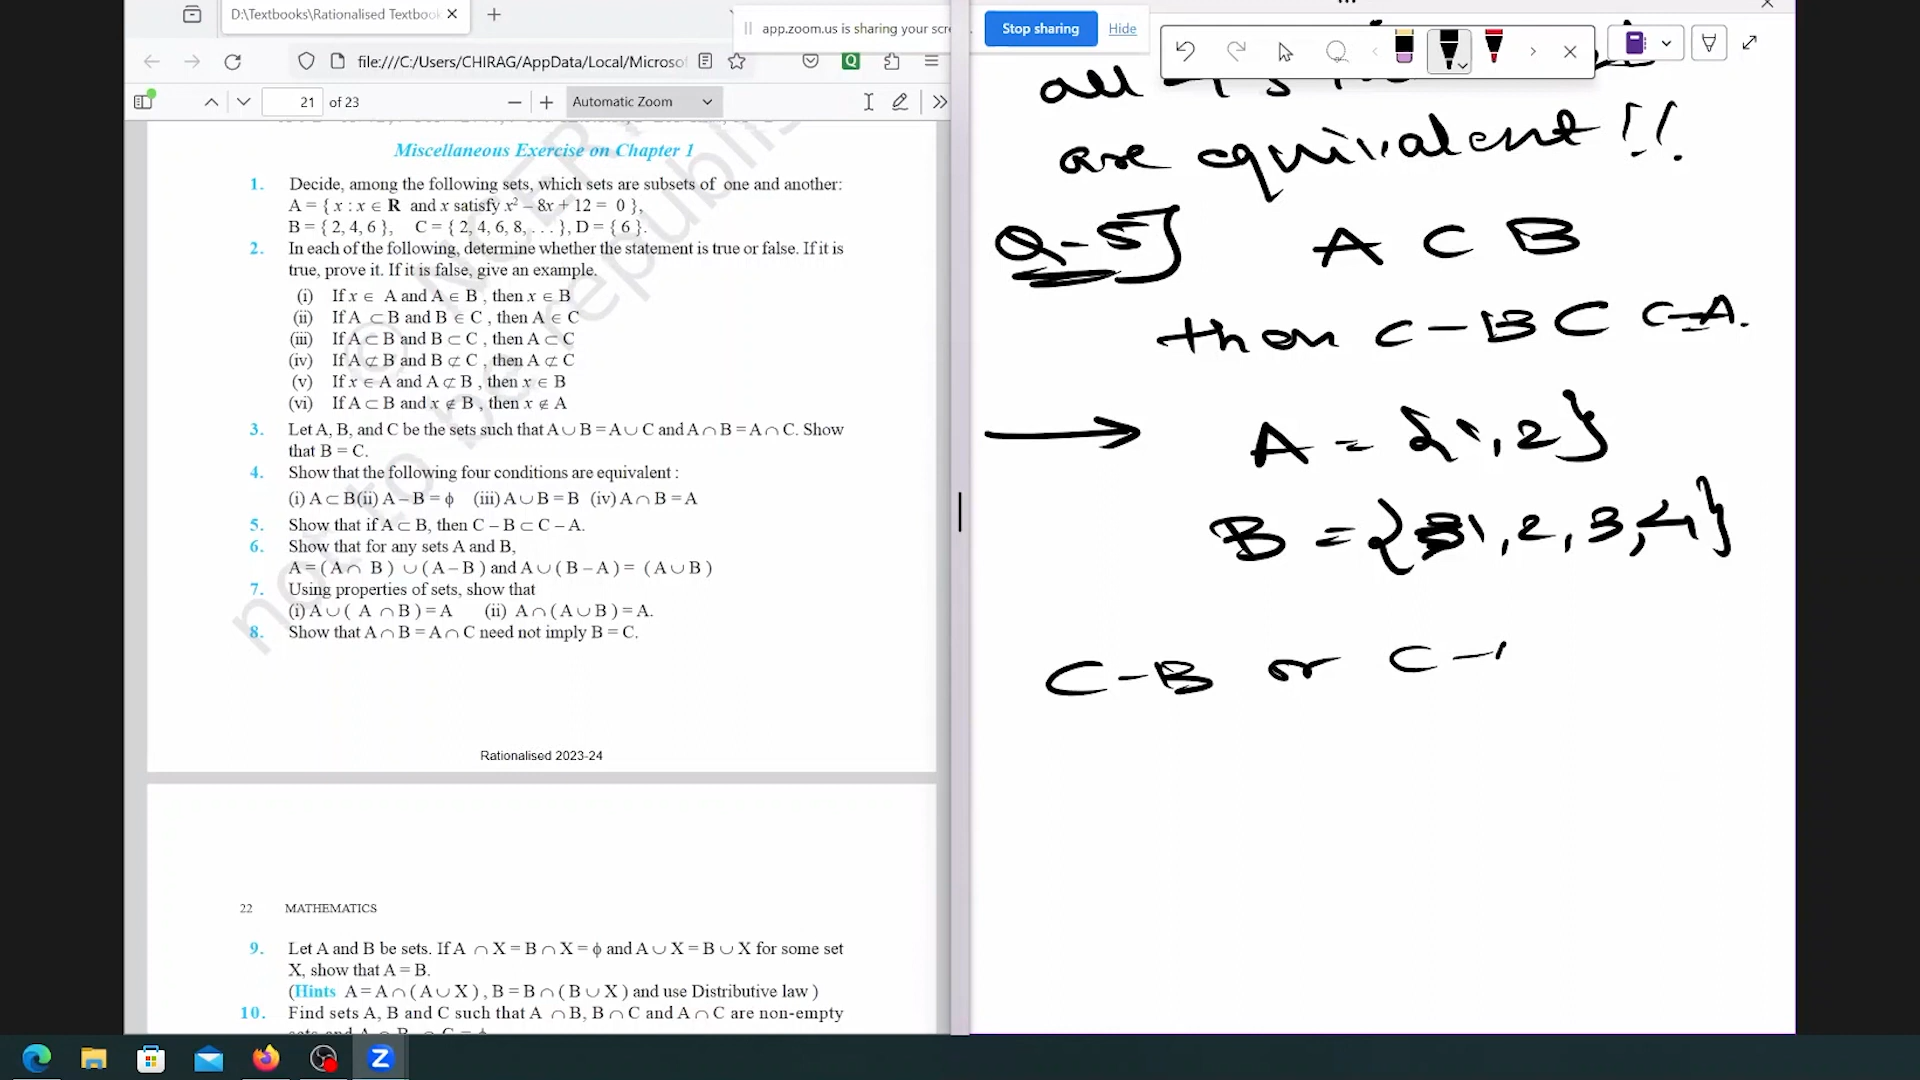 D:\Textbooks\Rationalised Textbook
app.zoom.us is sharing your scre
Stop sharing
Hide
file:///C:/Users/CHIRAG/AppData/Local/Microso
21 of 23
Automatic Zoom
Miscellaneous Exercise on Chapter 1
1. Decide, among the following sets, which sets are subsets of one and another:
A = { x : x ∈ R and x satisfy x² – 8x + 12 = 0 },
B = { 2, 4, 6 }, C = { 2, 4, 6, 8, . . . }, D = { 6 }.
2. In each of the following, determine whether the statement is true or false. If it is
true, prove it. If it is false, give an example.
(i) If x ∈ A and A ∈ B , then x ∈ B
(ii) If A ⊂ B and B ∈ C , then A ∈ C
(iii) If A ⊂ B and B ⊂ C , then A ⊂ C
(iv) If A ⊄ B and B ⊄ C , then A ⊄ C
(v) If x ∈ A and A ⊄ B , then x ∈ B
(vi) If A ⊂ B and x ∉ B , then x ∉ A
3. Let A, B, and C be the sets such that A ∪ B = A ∪ C and A ∩ B = A ∩ C. Show
that B = C.
4. Show that the following four conditions are equivalent :
(i) A ⊂ B(ii) A – B = φ (iii) A ∪ B = B (iv) A ∩ B = A
5. Show that if A ⊂ B, then C – B ⊂ C – A.
6. Show that for any sets A and B,
A = ( A ∩ B ) ∪ ( A – B ) and A ∪ ( B – A ) = ( A ∪ B )
7. Using properties of sets, show that
(i) A ∪ ( A ∩ B ) = A (ii) A ∩ ( A ∪ B ) = A.
8. Show that A ∩ B = A ∩ C need not imply B = C.
Rationalised 2023-24
22 MATHEMATICS
9. Let A and B be sets. If A ∩ X = B ∩ X = φ and A ∪ X = B ∪ X for some set
X, show that A = B.
(Hints A = A ∩ ( A ∪ X ) , B = B ∩ ( B ∪ X ) and use Distributive law )
10. Find sets A, B and C such that A ∩ B, B ∩ C and A ∩ C are non-empty
not to be republis
all
are equivalent !!
Q-5] A ⊂ B
then C – B ⊂ C – A.
→ A = {1, 2}
B = {1, 2, 3, 4}
C – B or C –